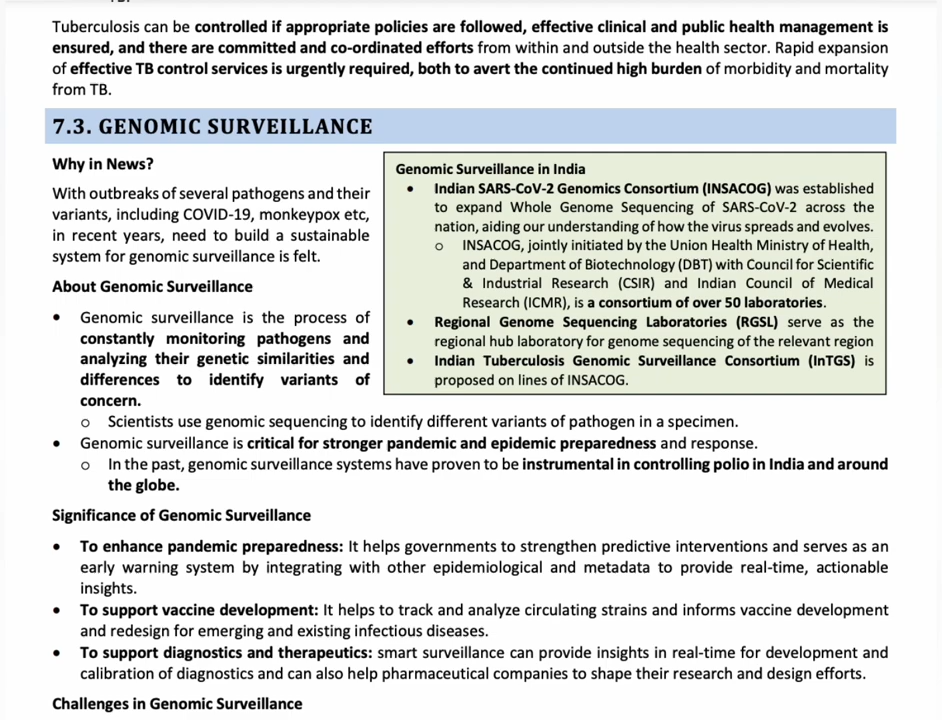 Tuberculosis can be controlled if appropriate policies are followed, effective clinical and public health management is
ensured, and there are committed and co-ordinated efforts from within and outside the health sector. Rapid expansion
of effective TB control services is urgently required, both to avert the continued high burden of morbidity and mortality
from TB.
7.3. GENOMIC SURVEILLANCE
Why in News?
With outbreaks of several pathogens and their
variants, including COVID-19, monkeypox etc,
in recent years, need to build a sustainable
system for genomic surveillance is felt.
About Genomic Surveillance
• Genomic surveillance is the process of
constantly monitoring pathogens and
analyzing their genetic similarities and
differences to identify variants of
concern.
Genomic Surveillance in India
• Indian SARS-CoV-2 Genomics Consortium (INSACOG) was established
to expand Whole Genome Sequencing of SARS-CoV-2 across the
nation, aiding our understanding of how the virus spreads and evolves.
o INSACOG, jointly initiated by the Union Health Ministry of Health,
and Department of Biotechnology (DBT) with Council for Scientific
& Industrial Research (CSIR) and Indian Council of Medical
Research (ICMR), is a consortium of over 50 laboratories.
• Regional Genome Sequencing Laboratories (RGSL) serve as the
regional hub laboratory for genome sequencing of the relevant region
• Indian Tuberculosis Genomic Surveillance Consortium (InTGS) is
proposed on lines of INSACOG.
o Scientists use genomic sequencing to identify different variants of pathogen in a specimen.
• Genomic surveillance is critical for stronger pandemic and epidemic preparedness and response.
o In the past, genomic surveillance systems have proven to be instrumental in controlling polio in India and around
the globe.
Significance of Genomic Surveillance
• To enhance pandemic preparedness: It helps governments to strengthen predictive interventions and serves as an
early warning system by integrating with other epidemiological and metadata to provide real-time, actionable
insights.
• To support vaccine development: It helps to track and analyze circulating strains and informs vaccine development
and redesign for emerging and existing infectious diseases.
• To support diagnostics and therapeutics: smart surveillance can provide insights in real-time for development and
calibration of diagnostics and can also help pharmaceutical companies to shape their research and design efforts.
Challenges in Genomic Surveillance